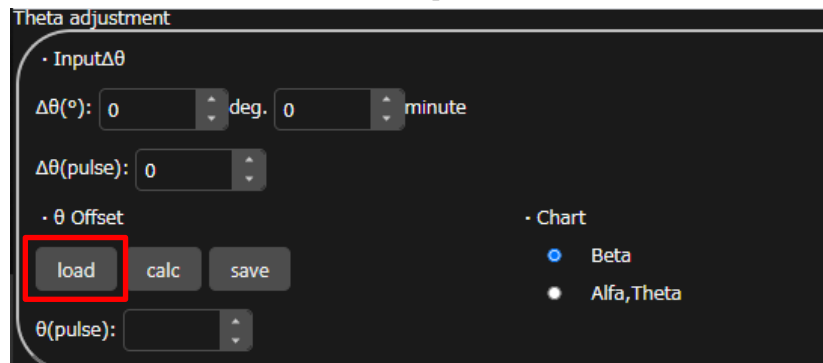 Theta adjustment
・InputΔθ
Δθ(°): 0 deg. 0 minute
Δθ(pulse): 0
・θ Offset
・Chart
load calc save
Beta
Alfa,Theta
θ(pulse):